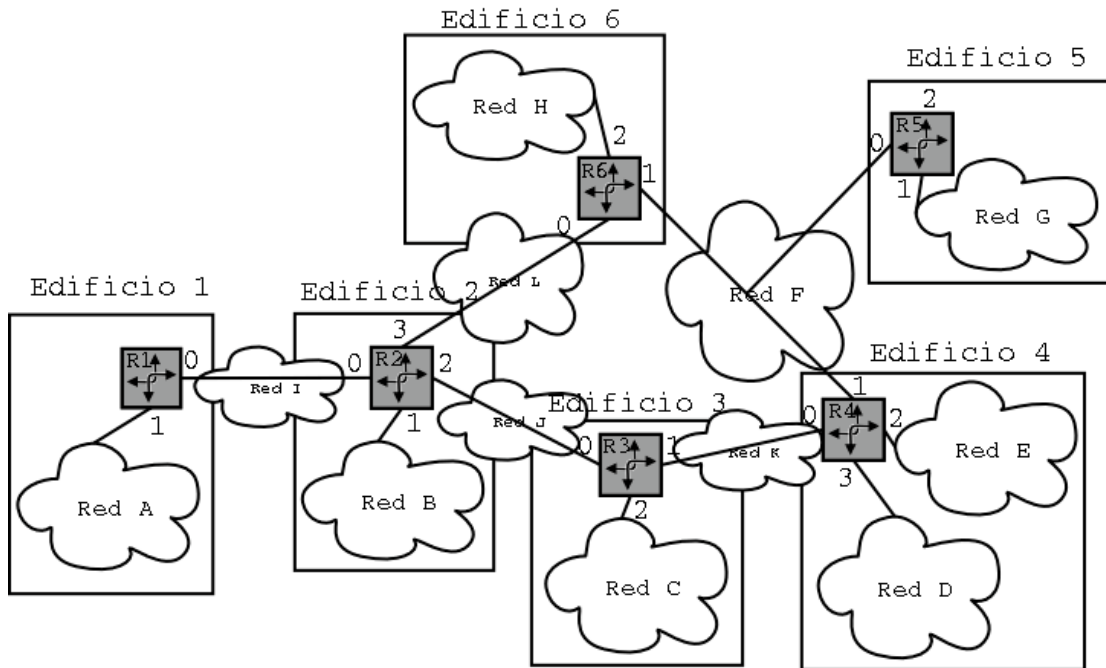 Edificio 6
Red H
2
R6
1
0
Edificio 5
2
R5
0
1
Red G
Red L
Red F
Edificio 1
R1
0
1
Red A
Red I
Edificio 2
3
R2
0
2
1
Red B
Red J
Edificio 3
0
R3
1
2
Red C
Red K
Edificio 4
1
0
R4
2
3
Red E
Red D